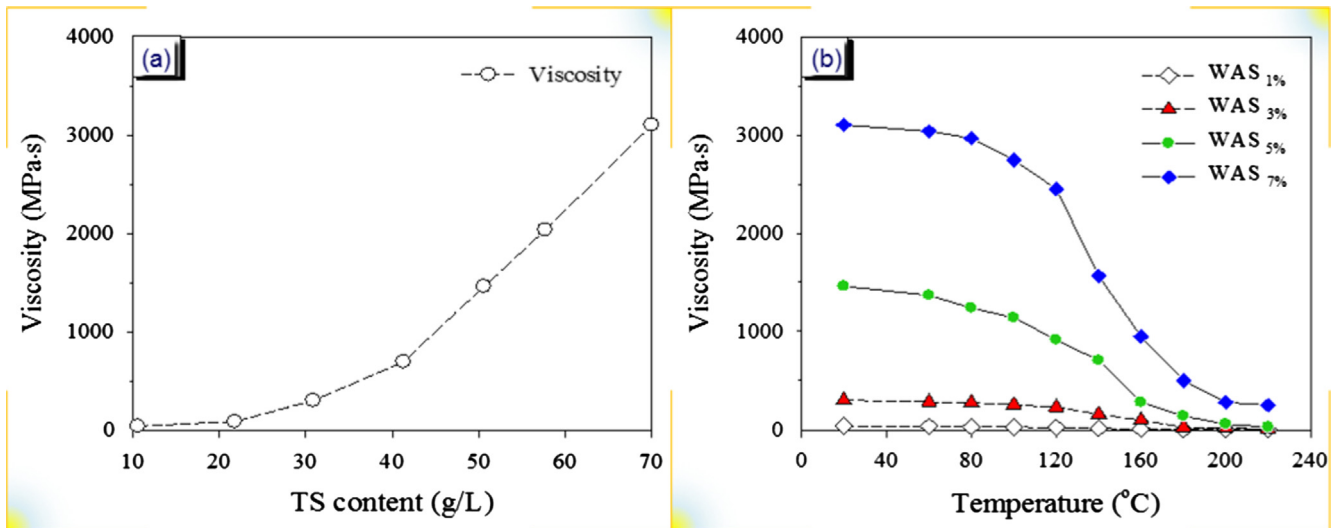 (a)
Viscosity
Viscosity (MPa·s)
4000
3000
2000
1000
0
10 20 30 40 50 60 70
TS content (g/L)
(b)
WAS 1%
WAS 3%
WAS 5%
WAS 7%
Viscosity (MPa·s)
4000
3000
2000
1000
0
0 40 80 120 160 200 240
Temperature (°C)